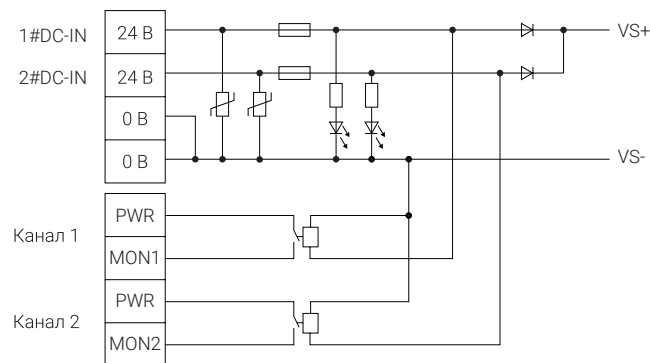 1#DC-IN 24 В VS+
2#DC-IN 24 В
0 В
0 В VS-
PWR
Канал 1
MON1
PWR
Канал 2
MON2